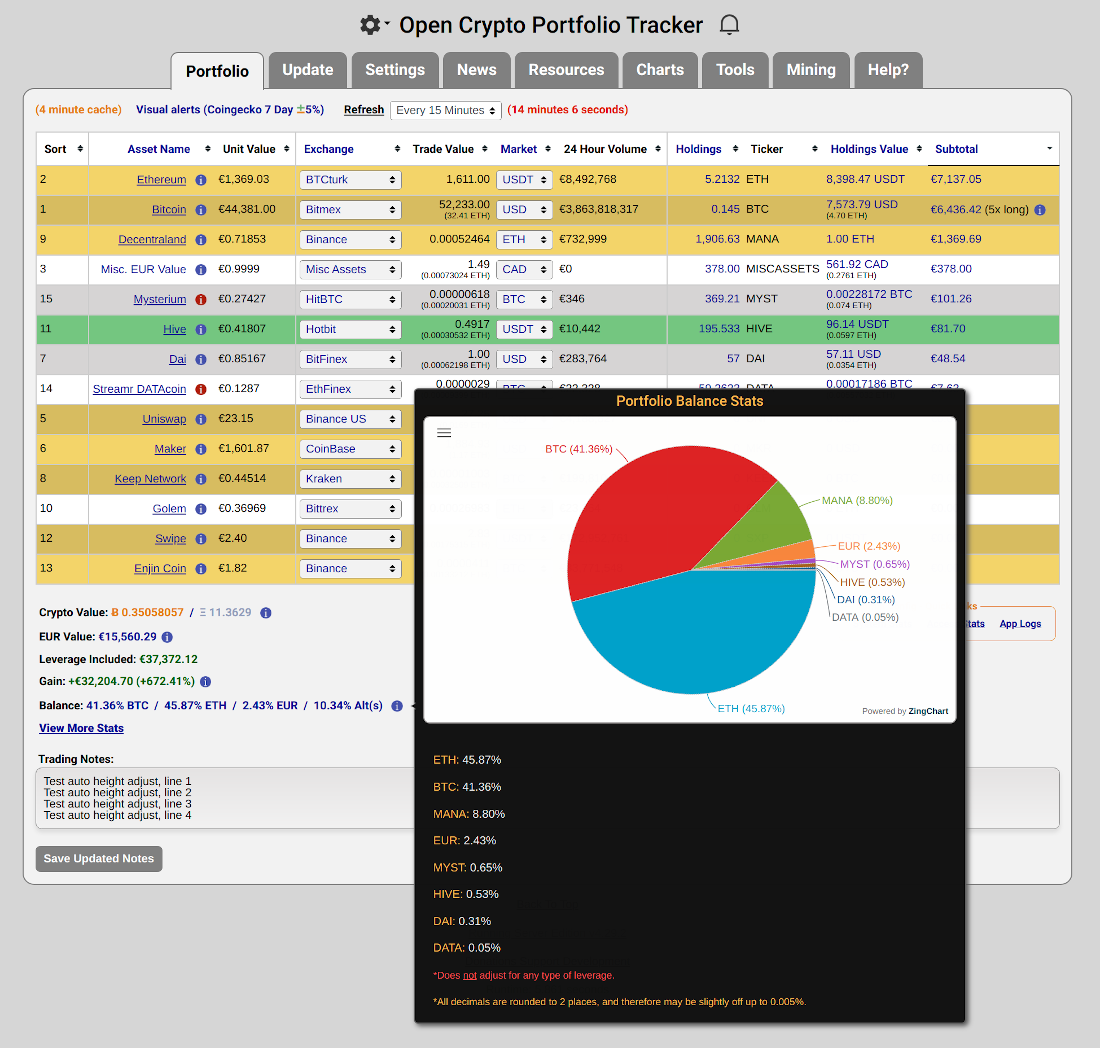 Open Crypto Portfolio Tracker
Portfolio Update Settings News Resources Charts Tools Mining Help?
(4 minute cache) Visual alerts (Coingecko 7 Day ±5%) Refresh Every 15 Minutes (14 minutes 6 seconds)
Sort Asset Name Unit Value Exchange Trade Value Market 24 Hour Volume Holdings Ticker Holdings Value Subtotal
2 Ethereum €1,369.03 BTCturk 1,611.00 USDT €8,492,768 5.2132 ETH 8,398.47 USDT €7,137.05
1 Bitcoin €44,381.00 Bitmex 52,233.00 USD €3,863,818,317 0.145 BTC 7,573.79 USD €6,436.42 (5x long)
(32.41 ETH) (4.70 ETH)
9 Decentraland €0.71853 Binance 0.00052464 ETH €732,999 1,906.63 MANA 1.00 ETH €1,369.69
3 Misc. EUR Value €0.9999 Misc Assets 1.49 CAD €0 378.00 MISCASSETS 561.92 CAD €378.00
(0.00073024 ETH) (0.2761 ETH)
15 Mysterium €0.27427 HitBTC 0.00000618 BTC €346 369.21 MYST 0.00228172 BTC €101.26
(0.00020031 ETH) (0.074 ETH)
11 Hive €0.41807 Hotbit 0.4917 USDT €10,442 195.533 HIVE 96.14 USDT €81.70
(0.00030532 ETH) (0.0597 ETH)
7 Dai €0.85167 BitFinex 1.00 USD €283,764 57 DAI 57.11 USD €48.54
(0.00062198 ETH) (0.0354 ETH)
14 Streamr DATAcoin €0.1287 EthFinex 0.0000029 BTC DATA 0.00017186 BTC
5 Uniswap €23.15 Binance US
6 Maker €1,601.87 CoinBase
8 Keep Network €0.44514 Kraken
10 Golem €0.36969 Bittrex
12 Swipe €2.40 Binance
13 Enjin Coin €1.82 Binance
Crypto Value: Ƀ 0.35058057 / Ξ 11.3629
EUR Value: €15,560.29
Leverage Included: €37,372.12
Gain: +€32,204.70 (+672.41%)
Balance: 41.36% BTC / 45.87% ETH / 2.43% EUR / 10.34% Alt(s)
View More Stats
App Logs
Trading Notes:
Test auto height adjust, line 1
Test auto height adjust, line 2
Test auto height adjust, line 3
Test auto height adjust, line 4
Save Updated Notes
Portfolio Balance Stats
BTC (41.36%)
MANA (8.80%)
EUR (2.43%)
MYST (0.65%)
HIVE (0.53%)
DAI (0.31%)
DATA (0.05%)
ETH (45.87%)
Powered by ZingChart
ETH: 45.87%
BTC: 41.36%
MANA: 8.80%
EUR: 2.43%
MYST: 0.65%
HIVE: 0.53%
DAI: 0.31%
DATA: 0.05%
*Does not adjust for any type of leverage.
*All decimals are rounded to 2 places, and therefore may be slightly off up to 0.005%.